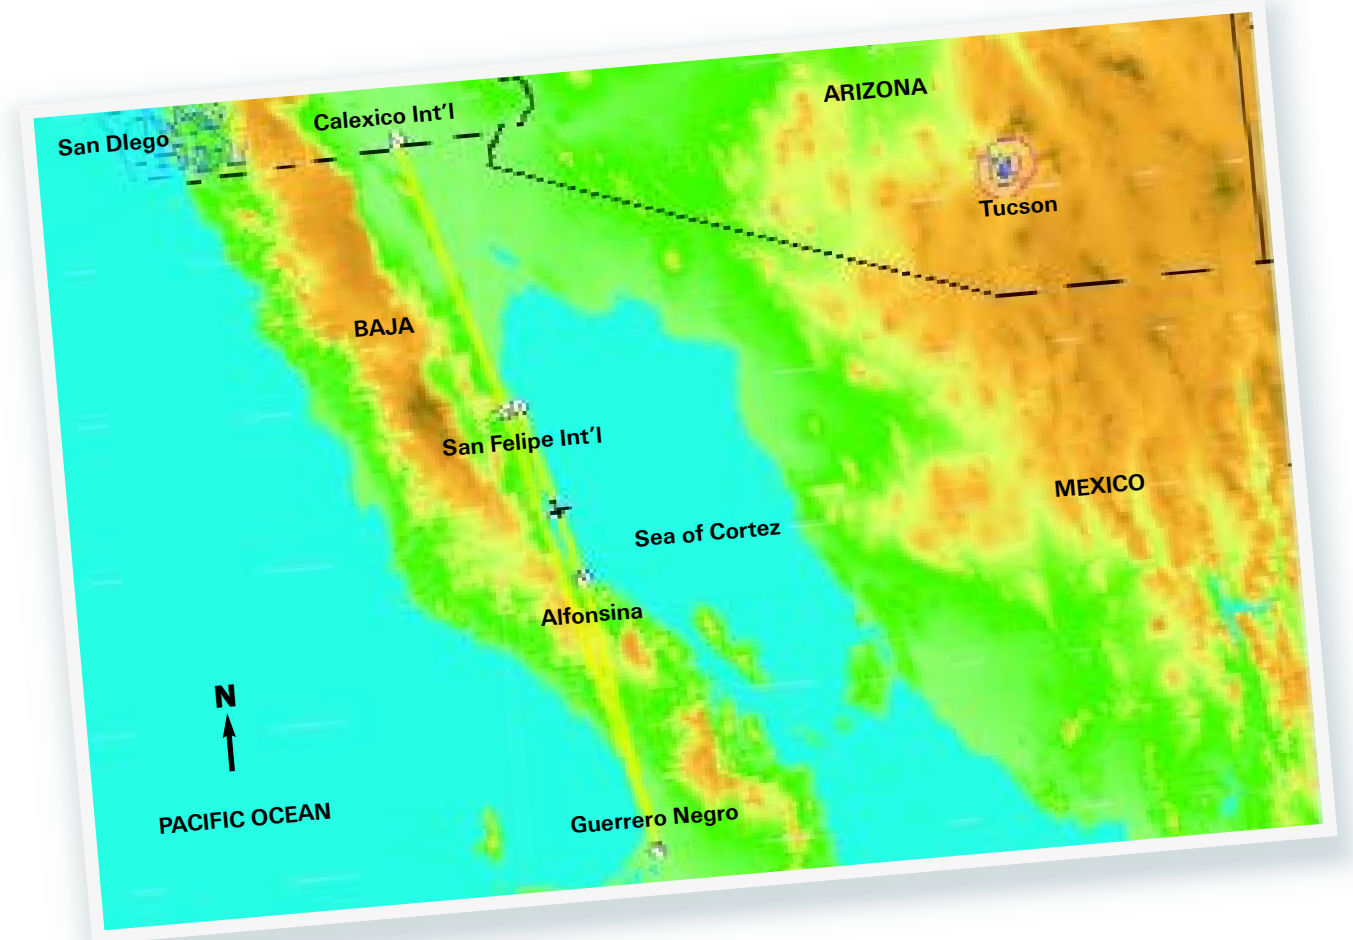 San DIego
Calexico Int'l
ARIZONA
Tucson
BAJA
San Felipe Int'l
MEXICO
Sea of Cortez
Alfonsina
N
PACIFIC OCEAN
Guerrero Negro